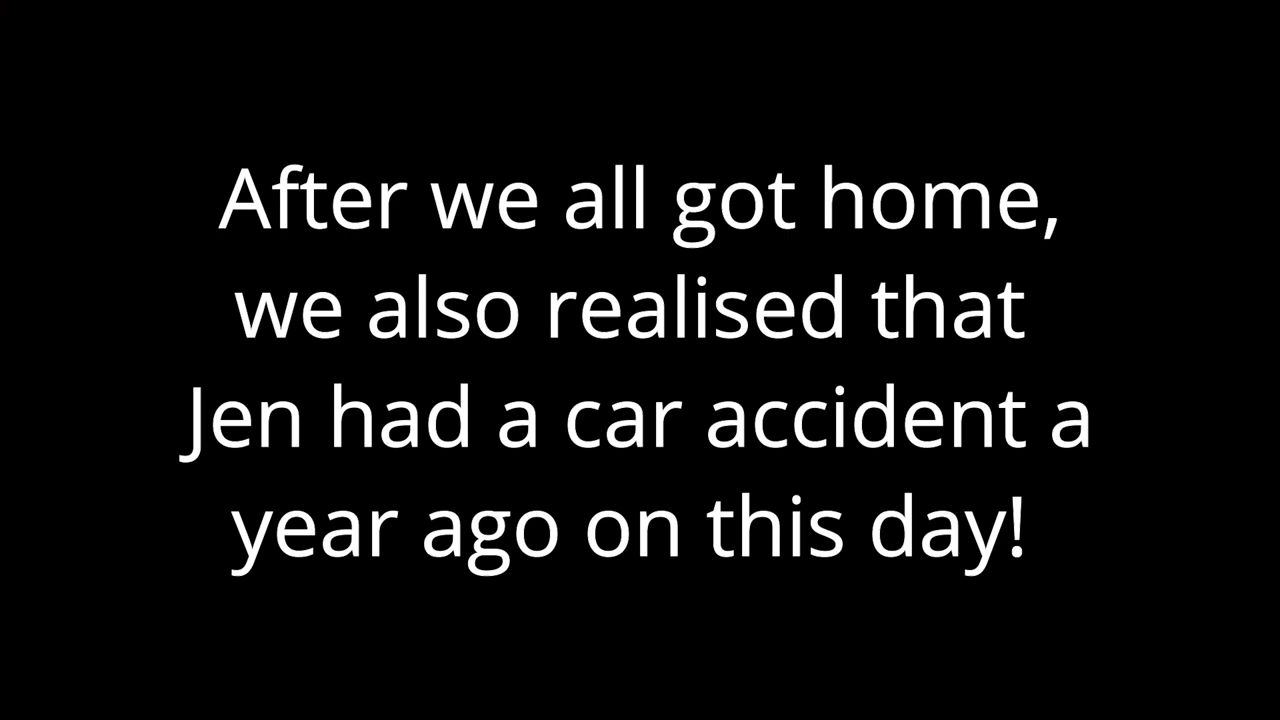 After we all got home,
we also realised that
Jen had a car accident a
year ago on this day!